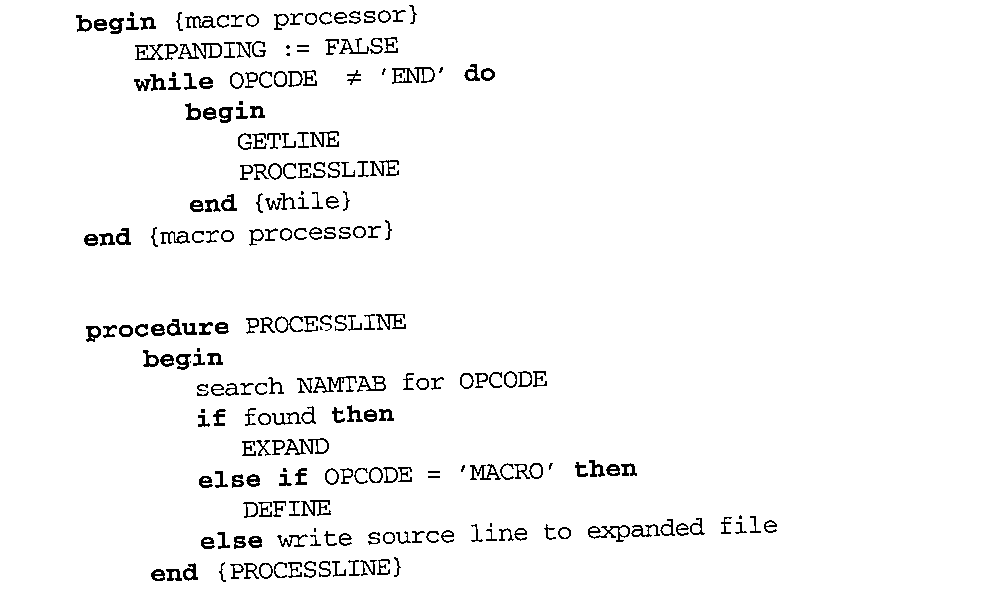 begin {macro processor}
EXPANDING := FALSE
while OPCODE ≠ 'END' do
begin
GETLINE
PROCESSLINE
end {while}
end {macro processor}
procedure PROCESSLINE
begin
search NAMTAB for OPCODE
if found then
EXPAND
else if OPCODE = 'MACRO' then
DEFINE
else write source line to expanded file
end {PROCESSLINE}